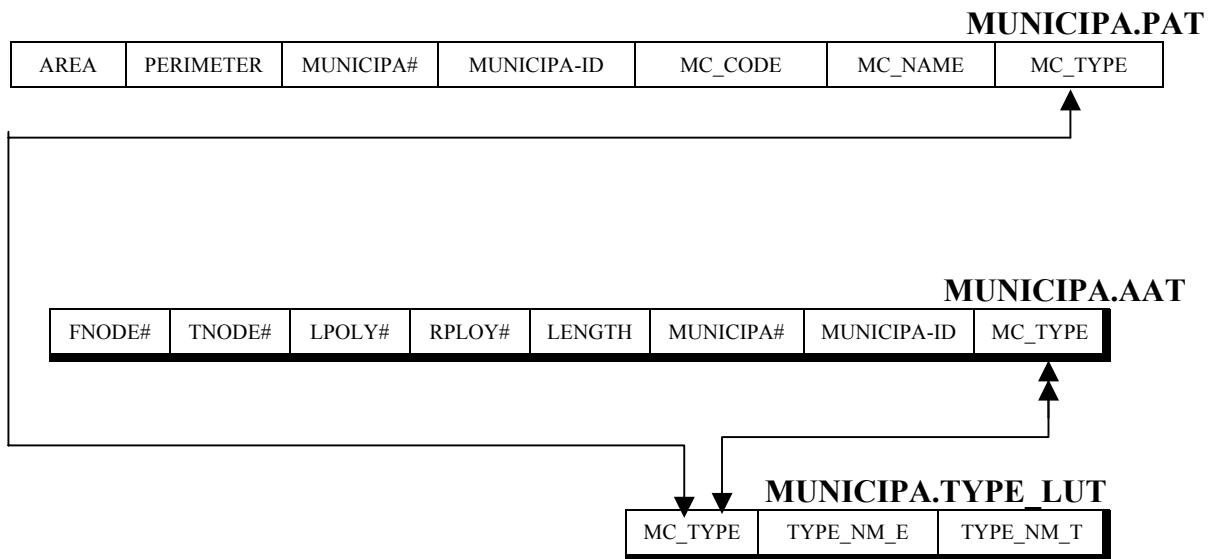 MUNICIPA.PAT
AREA PERIMETER MUNICIPA# MUNICIPA-ID MC_CODE MC_NAME MC_TYPE
MUNICIPA.AAT
FNODE# TNODE# LPOLY# RPLOY# LENGTH MUNICIPA# MUNICIPA-ID MC_TYPE
MUNICIPA.TYPE_LUT
MC_TYPE TYPE_NM_E TYPE_NM_T